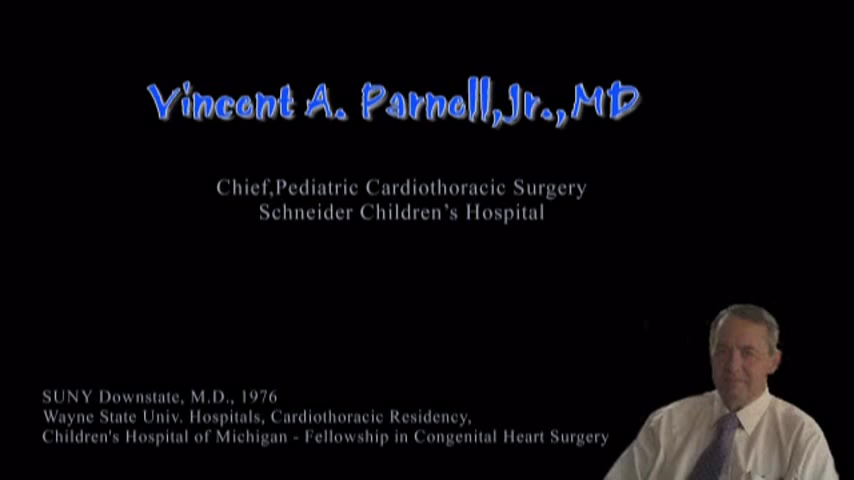 Vincent A. Parnell,Jr.,MD
Chief,Pediatric Cardiothoracic Surgery
Schneider Children's Hospital
SUNY Downstate, M.D., 1976
Wayne State Univ. Hospitals, Cardiothoracic Residency,
Children's Hospital of Michigan - Fellowship in Congenital Heart Surgery